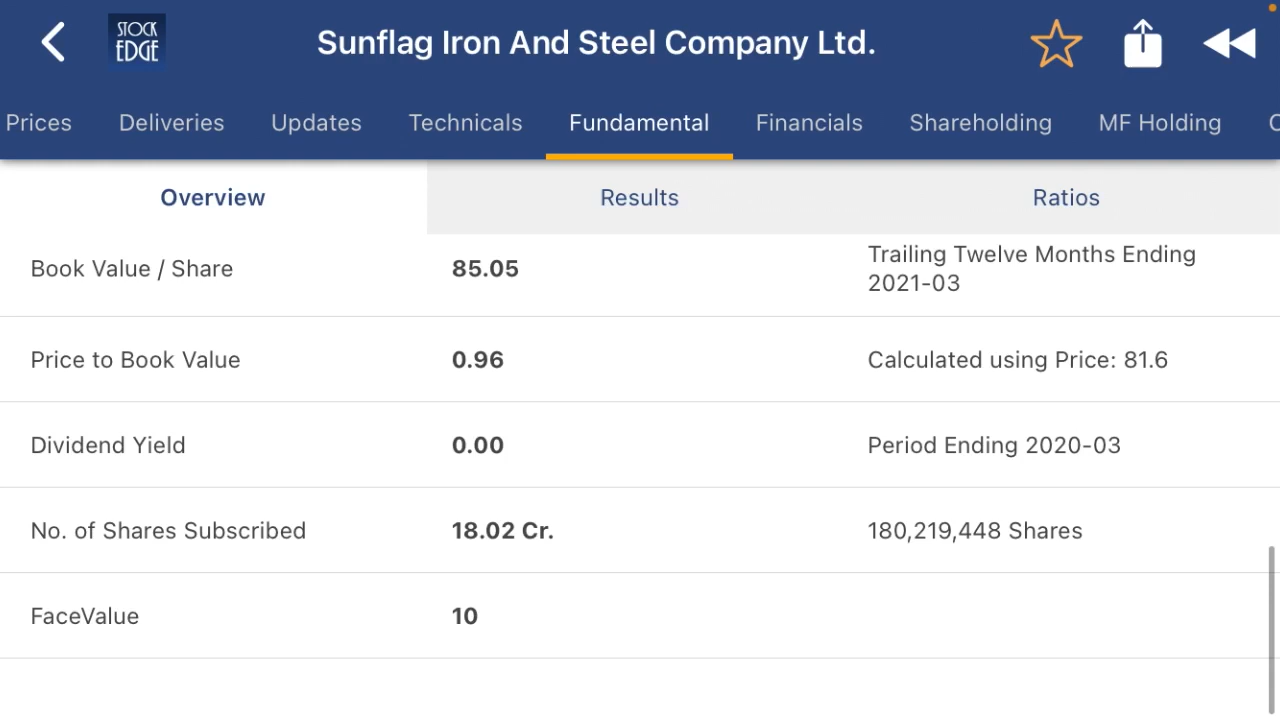 STOCK
EDGE
Sunflag Iron And Steel Company Ltd.
Prices Deliveries Updates Technicals Fundamental Financials Shareholding MF Holding
Overview Results Ratios
Book Value / Share 85.05 Trailing Twelve Months Ending
2021-03
Price to Book Value 0.96 Calculated using Price: 81.6
Dividend Yield 0.00 Period Ending 2020-03
No. of Shares Subscribed 18.02 Cr. 180,219,448 Shares
FaceValue 10